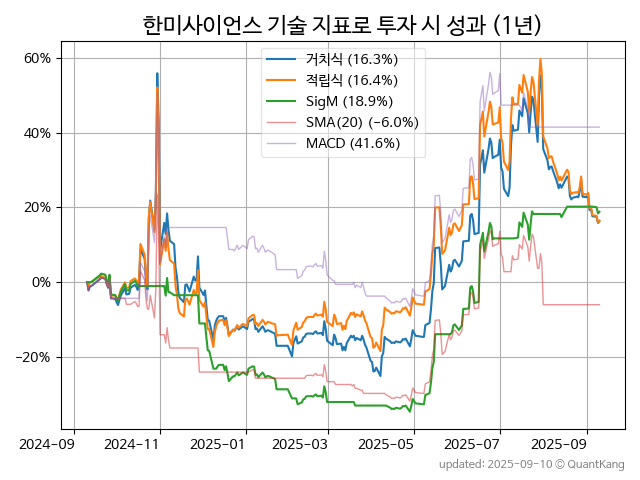 한미사이언스 기술 지표로 투자 시 성과 (1년)
60%
40%
20%
0%
−20%
거치식 (16.3%)
적립식 (16.4%)
SigM (18.9%)
SMA(20) (−6.0%)
MACD (41.6%)
2024-09
2024-11
2025-01
2025-03
2025-05
2025-07
2025-09
updated: 2025-09-10 © QuantKang